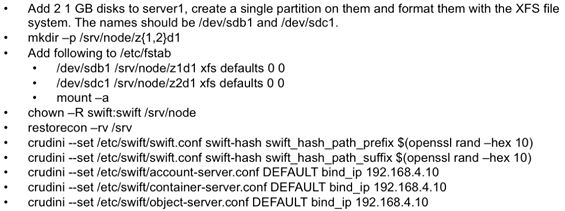 • Add 2 1 GB disks to server1, create a single partition on them and format them with the XFS file
system. The names should be /dev/sdb1 and /dev/sdc1.
• mkdir –p /srv/node/z{1,2}d1
• Add following to /etc/fstab
• /dev/sdb1 /srv/node/z1d1 xfs defaults 0 0
• /dev/sdc1 /srv/node/z2d1 xfs defaults 0 0
• mount –a
• chown –R swift:swift /srv/node
• restorecon –rv /srv
• crudini --set /etc/swift/swift.conf swift-hash swift_hash_path_prefix $(openssl rand –hex 10)
• crudini --set /etc/swift/swift.conf swift-hash swift_hash_path_suffix $(openssl rand –hex 10)
• crudini --set /etc/swift/account-server.conf DEFAULT bind_ip 192.168.4.10
• crudini --set /etc/swift/container-server.conf DEFAULT bind_ip 192.168.4.10
• crudini --set /etc/swift/object-server.conf DEFAULT bind_ip 192.168.4.10